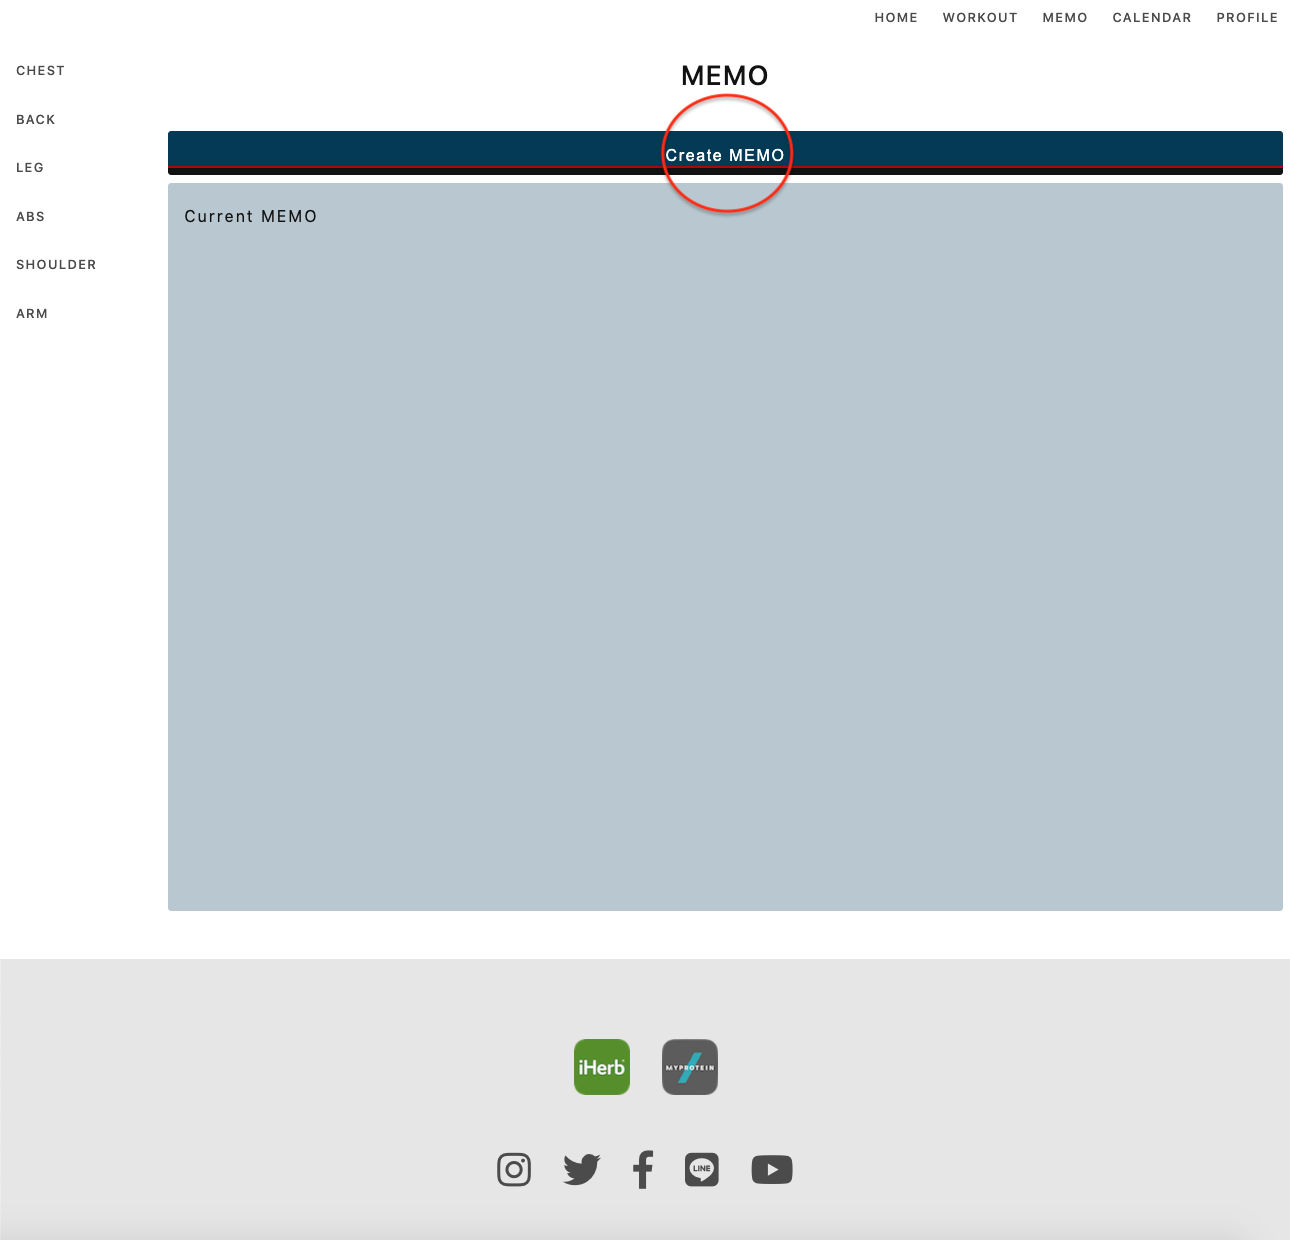 HOME WORKOUT MEMO CALENDAR PROFILE
CHEST
BACK
LEG
ABS
SHOULDER
ARM
MEMO
Create MEMO
Current MEMO
iHerb
MYPROTEIN
LINE